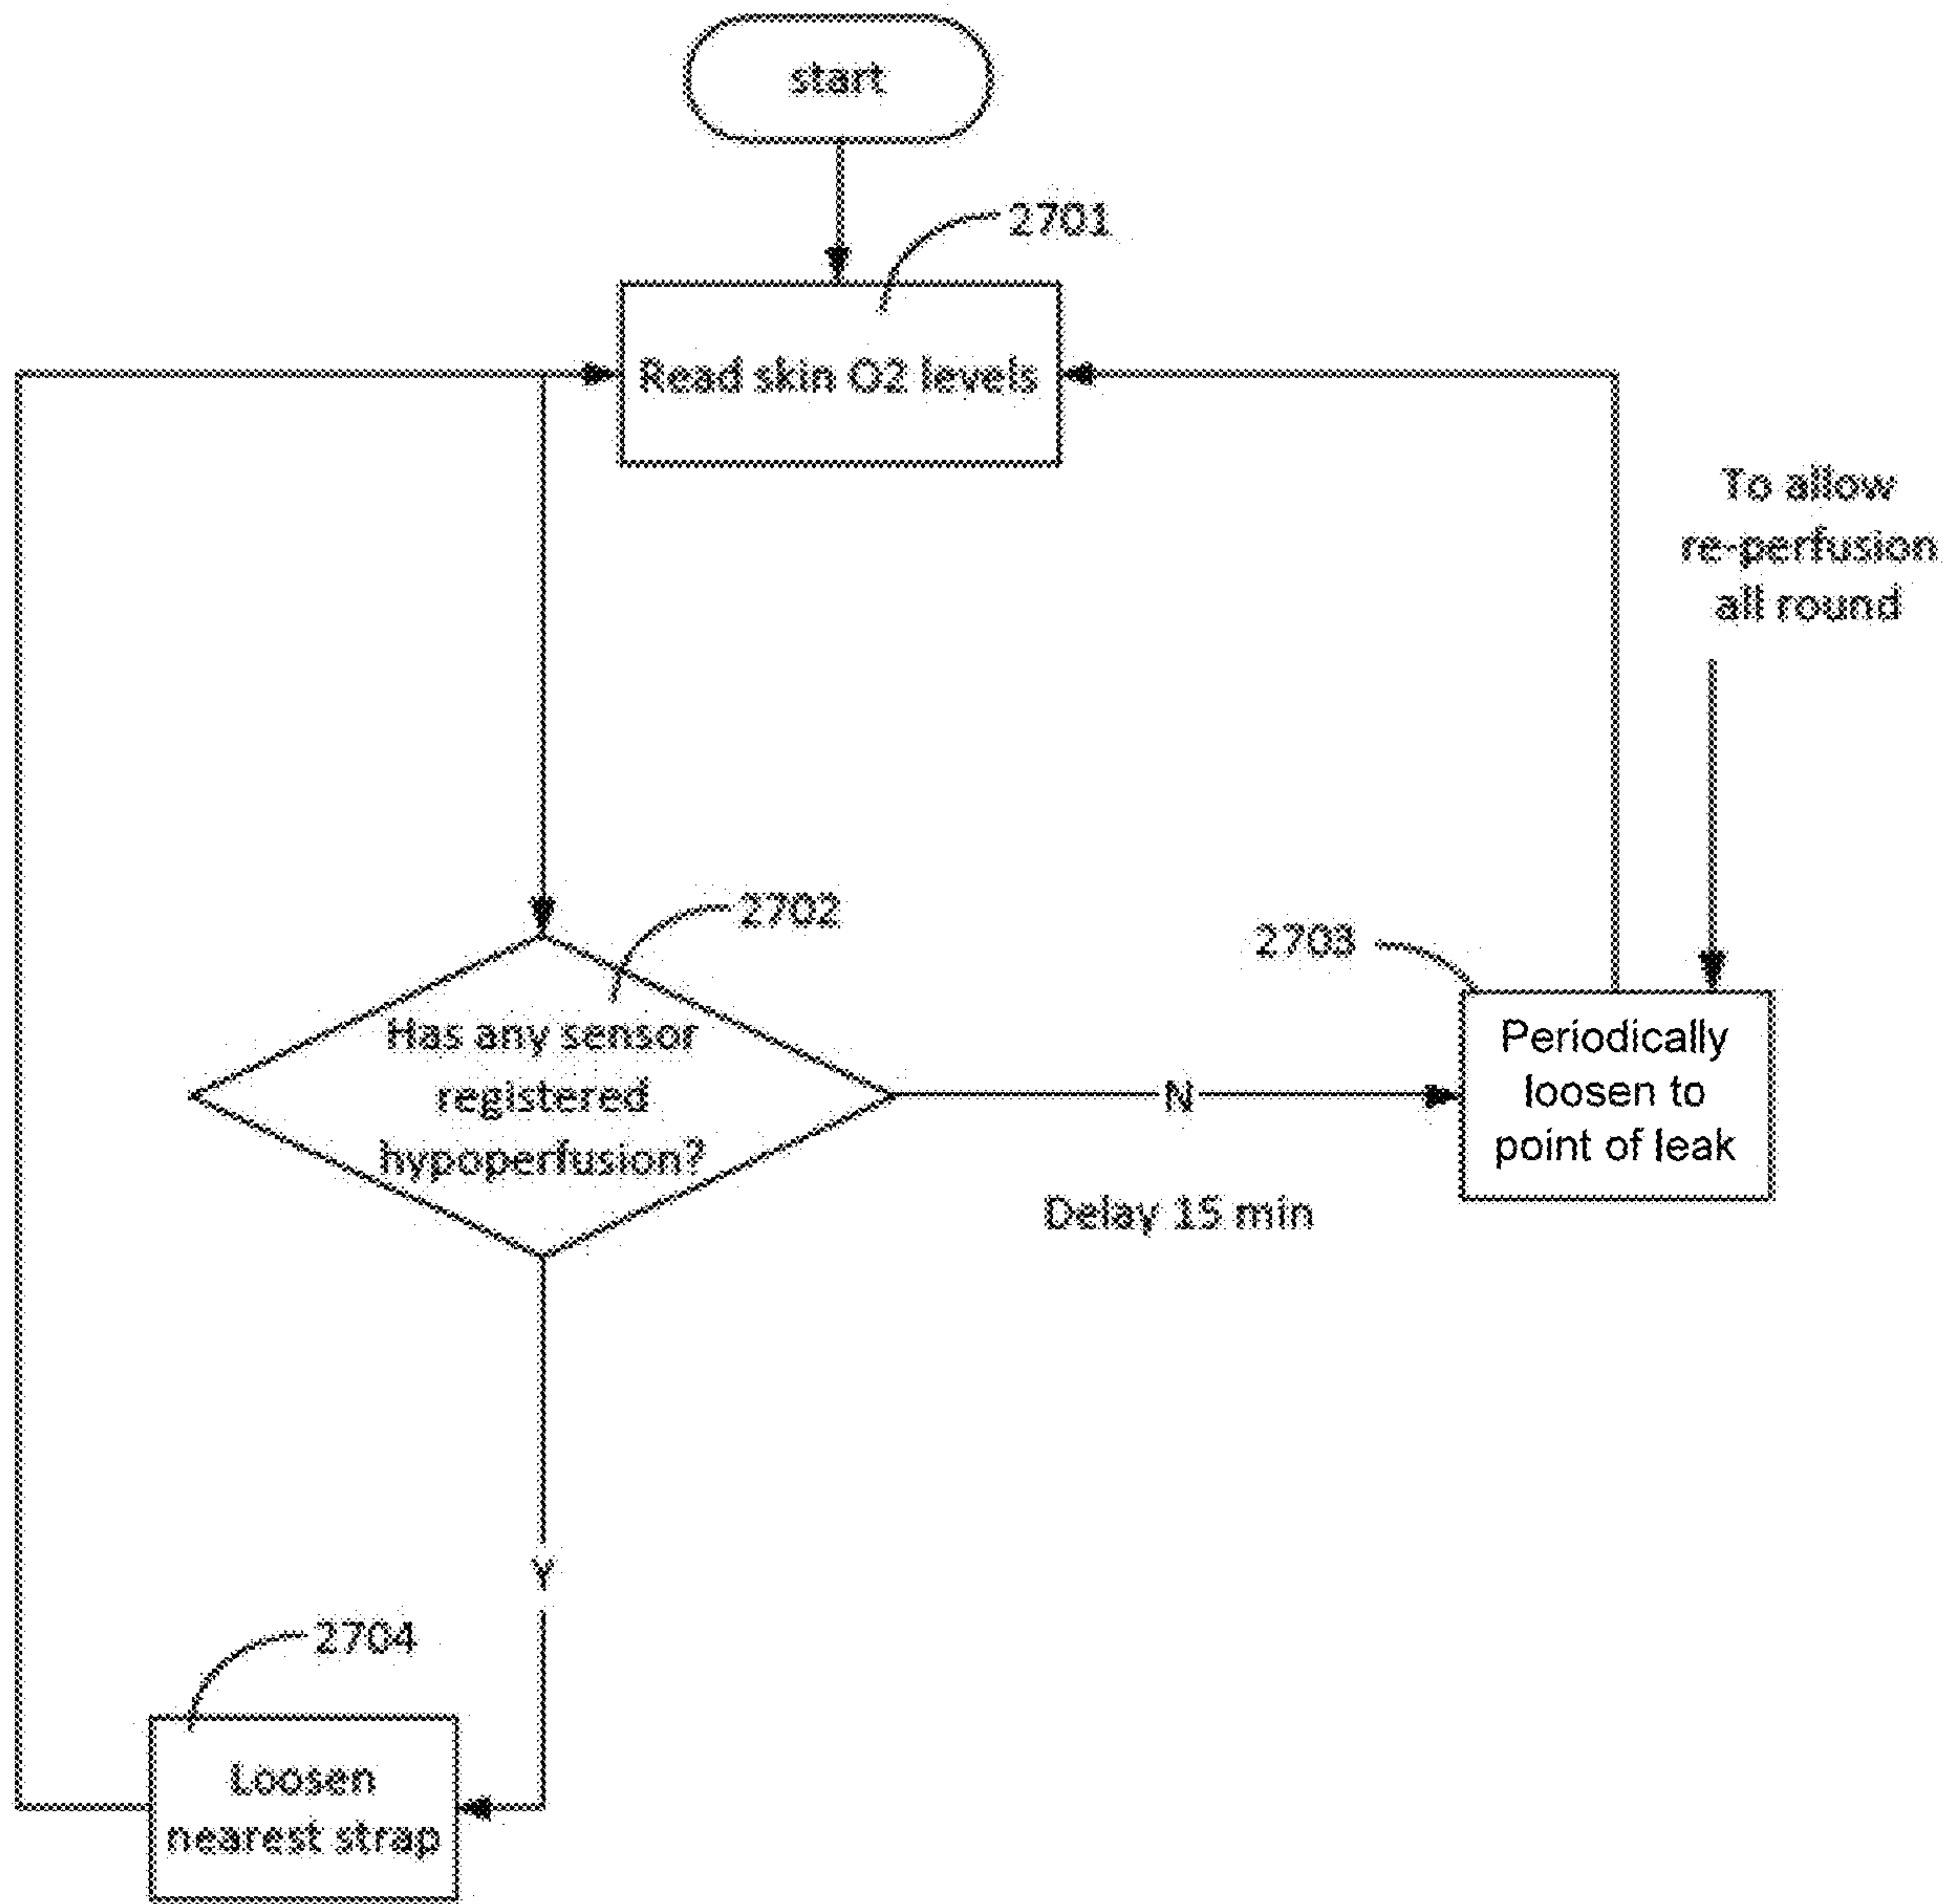 start
2701
Read skin O2 levels
To allow
re-perfusion
all round
2702
2703
Has any sensor
registered
hypoperfusion?
N
Periodically
loosen to
point of leak
Delay 15 min
Y
2704
Loosen
nearest strap